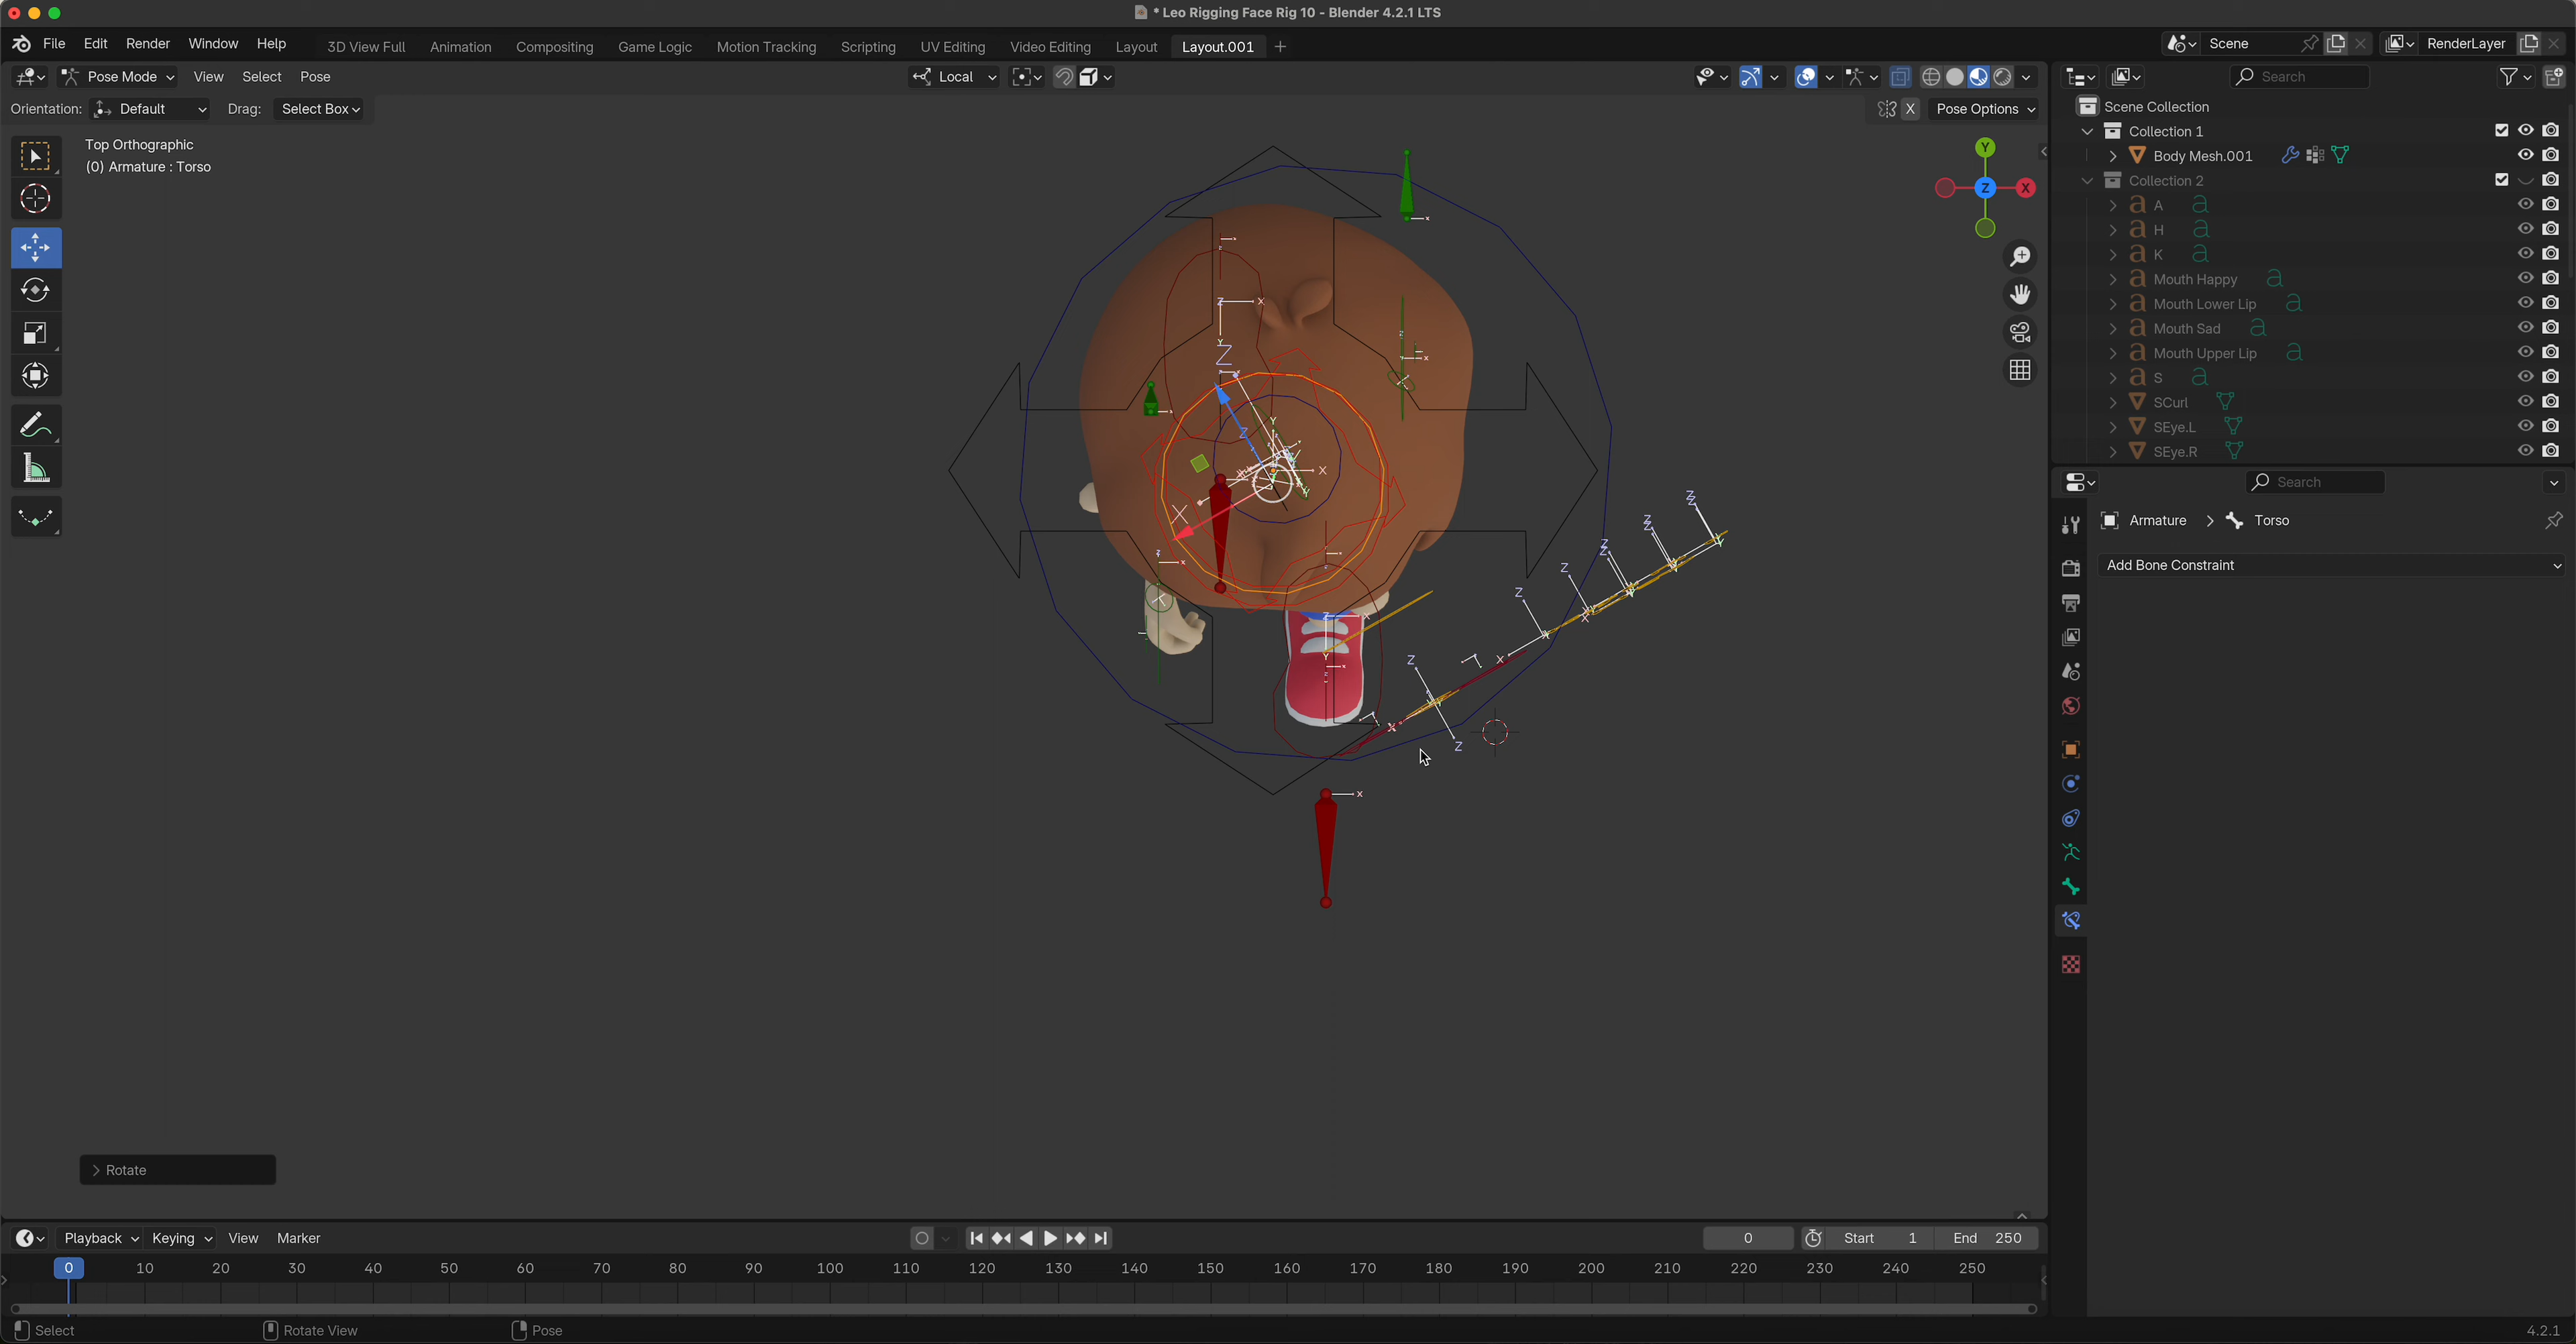 * Leo Rigging Face Rig 10 - Blender 4.2.1 LTS
File Edit Render Window Help
3D View Full Animation Compositing Game Logic Motion Tracking Scripting UV Editing Video Editing Layout Layout.001 +
Scene RenderLayer
Pose Mode View Select Pose
Local
Search
Orientation: Default Drag: Select Box
X Pose Options
Top Orthographic
(0) Armature : Torso
Y
Z
X
Scene Collection
Collection 1
Body Mesh.001
Collection 2
A
H
K
Mouth Happy
Mouth Lower Lip
Mouth Sad
Mouth Upper Lip
S
SCurl
SEye.L
SEye.R
Search
Armature > Torso
Add Bone Constraint
Rotate
Playback Keying View Marker
0 Start 1 End 250
0 10 20 30 40 50 60 70 80 90 100 110 120 130 140 150 160 170 180 190 200 210 220 230 240 250
Select Rotate View Pose 4.2.1